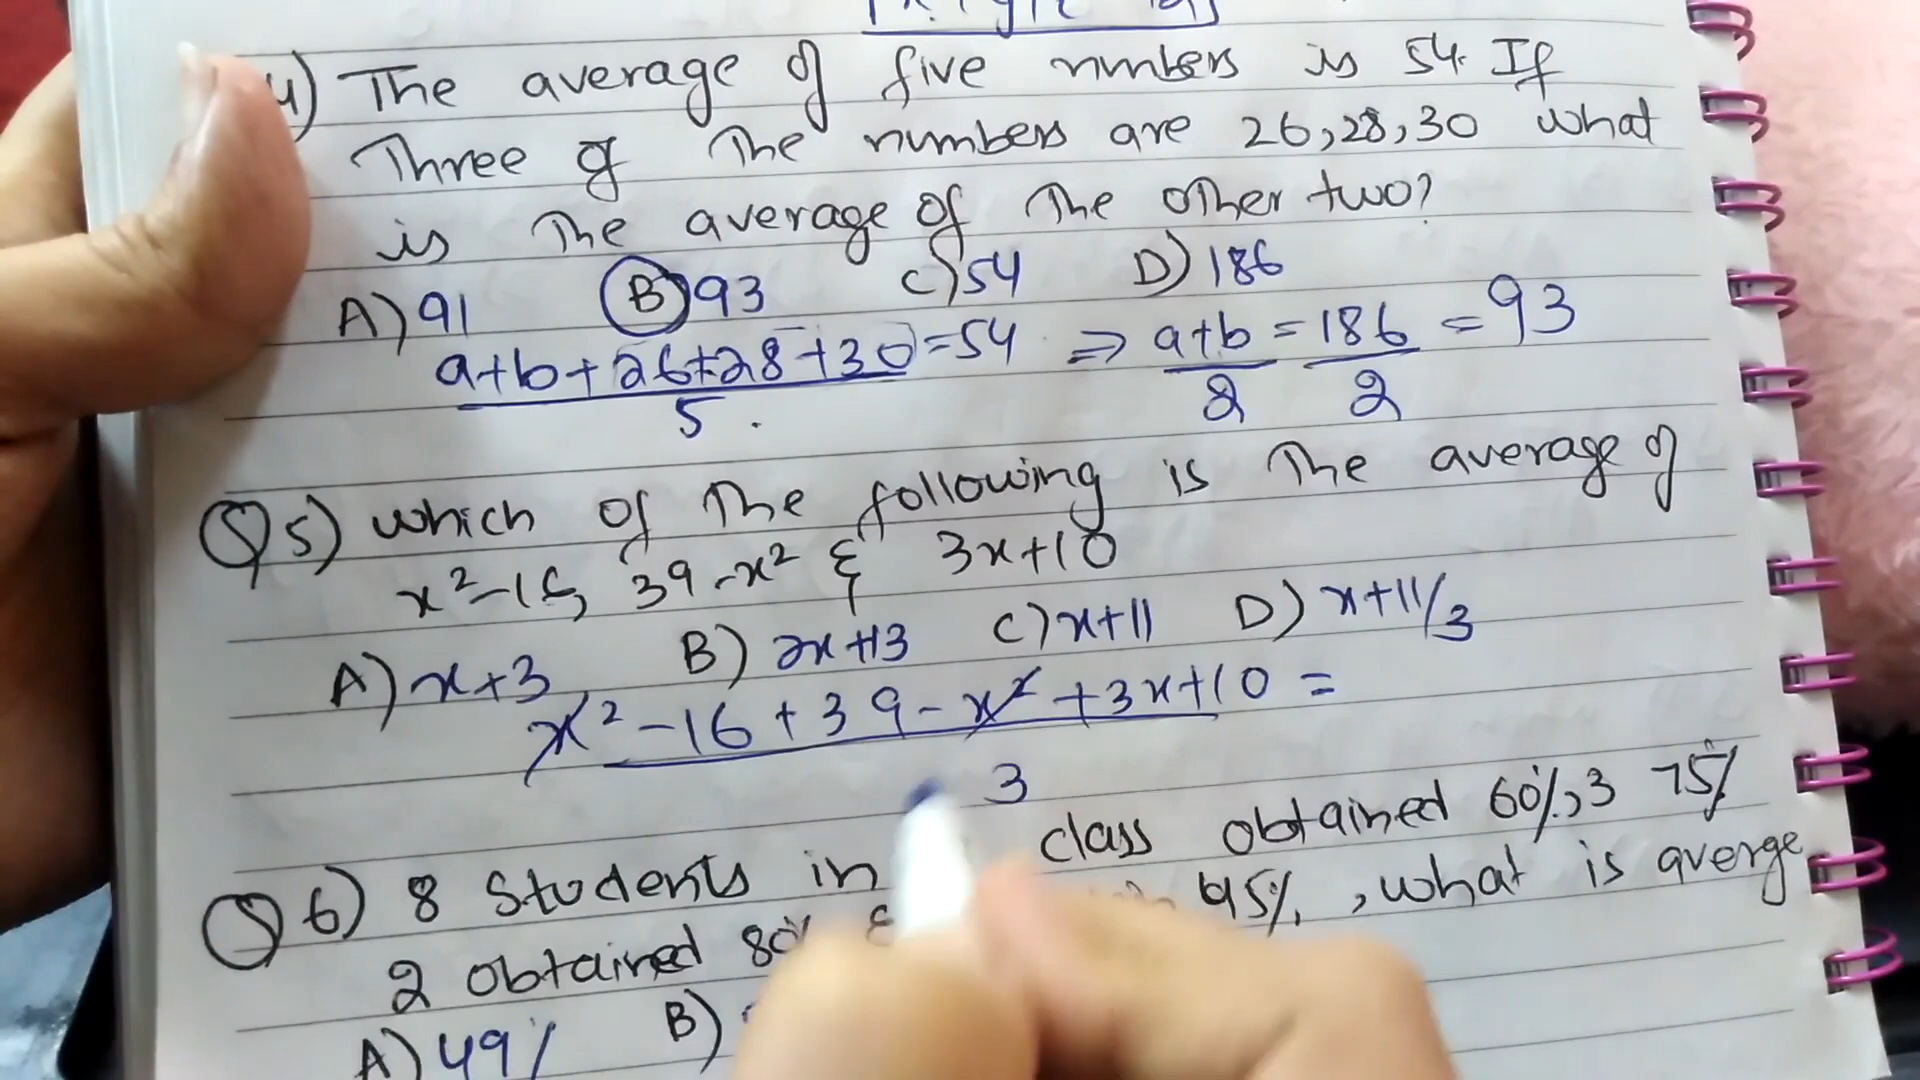 4) The average of five numbers is 54. If
Three of The numbers are 26,28,30 what
is The average of The other two?
A) 91 B) 93 C) 54 D) 186
a+b+26+28+30 = 54 ⇒ a+b = 186 = 93
5 2 2
Q 5) which of The following is The average of
x²-16, 39-x² & 3x+10
A) x+3 B) 2x+13 C) x+11 D) x+11/3
x²-16+39-x²+3x+10 =
3
Q 6) 8 Students in class obtained 60%, 3 75%
2 obtained 80% & 95%, what is averge
A) 49% B)